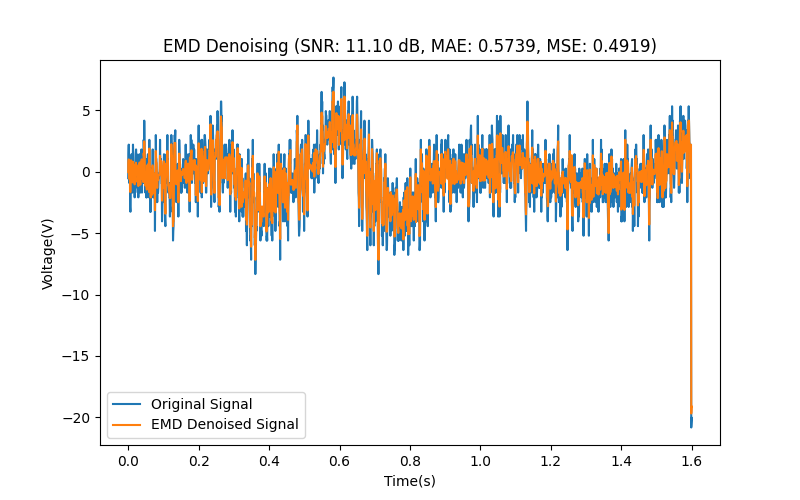 EMD Denoising (SNR: 11.10 dB, MAE: 0.5739, MSE: 0.4919)
5
0
−5
−10
−15
−20
Voltage(V)
Original Signal
EMD Denoised Signal
0.0 0.2 0.4 0.6 0.8 1.0 1.2 1.4 1.6
Time(s)